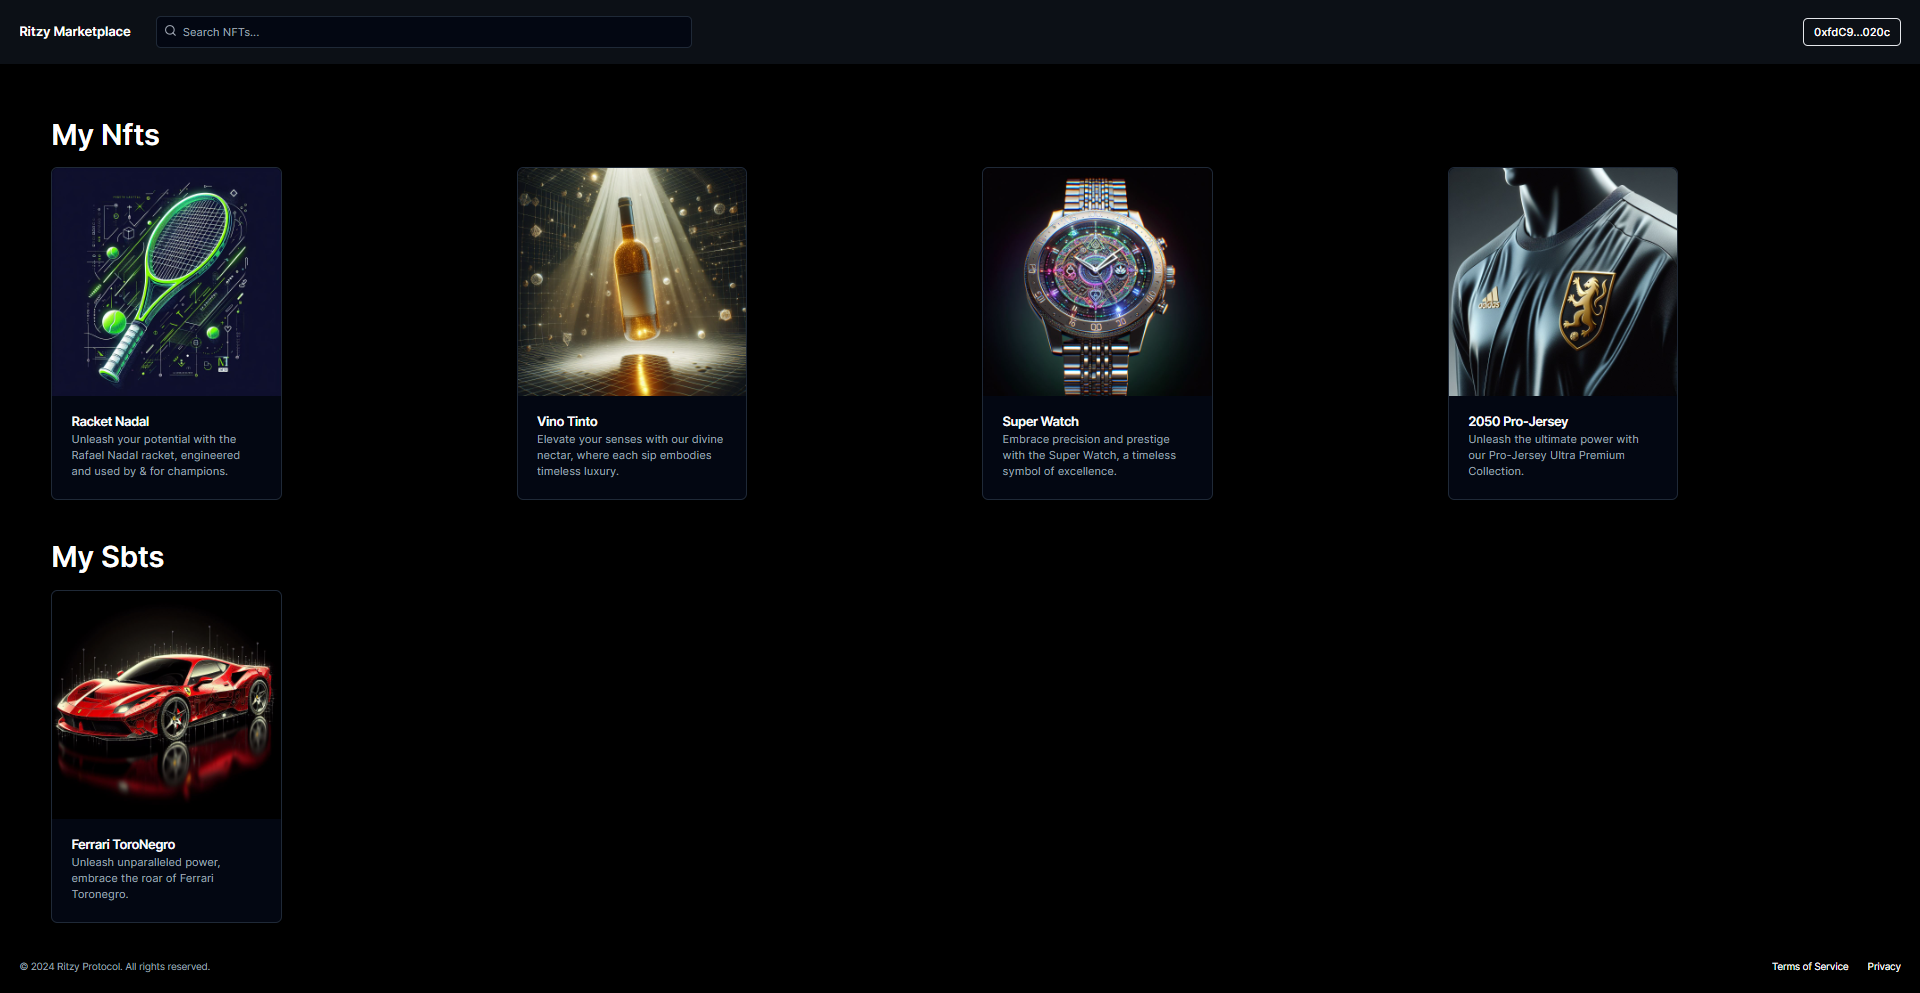 Ritzy Marketplace
Search NFTs...
0xfdC9...020c
My Nfts
adidas
Racket Nadal
Unleash your potential with the
Rafael Nadal racket, engineered
and used by & for champions.
Vino Tinto
Elevate your senses with our divine
nectar, where each sip embodies
timeless luxury.
Super Watch
Embrace precision and prestige
with the Super Watch, a timeless
symbol of excellence.
2050 Pro-Jersey
Unleash the ultimate power with
our Pro-Jersey Ultra Premium
Collection.
My Sbts
Ferrari ToroNegro
Unleash unparalleled power,
embrace the roar of Ferrari
Toronegro.
© 2024 Ritzy Protocol. All rights reserved.
Terms of Service
Privacy